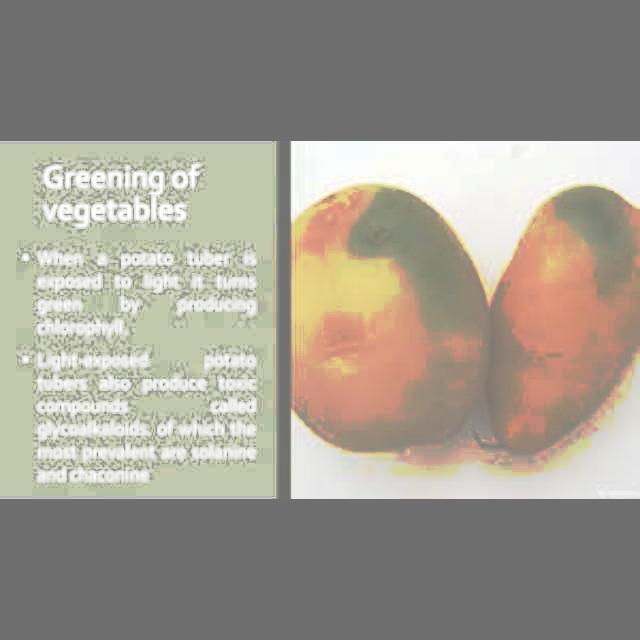 Greening of
vegetables
• When a potato tuber is
exposed to light it turns
green by producing
chlorophyll.
• Light-exposed potato
tubers also produce toxic
compounds called
glycoalkaloids, of which the
most prevalent are solanine
and chaconine